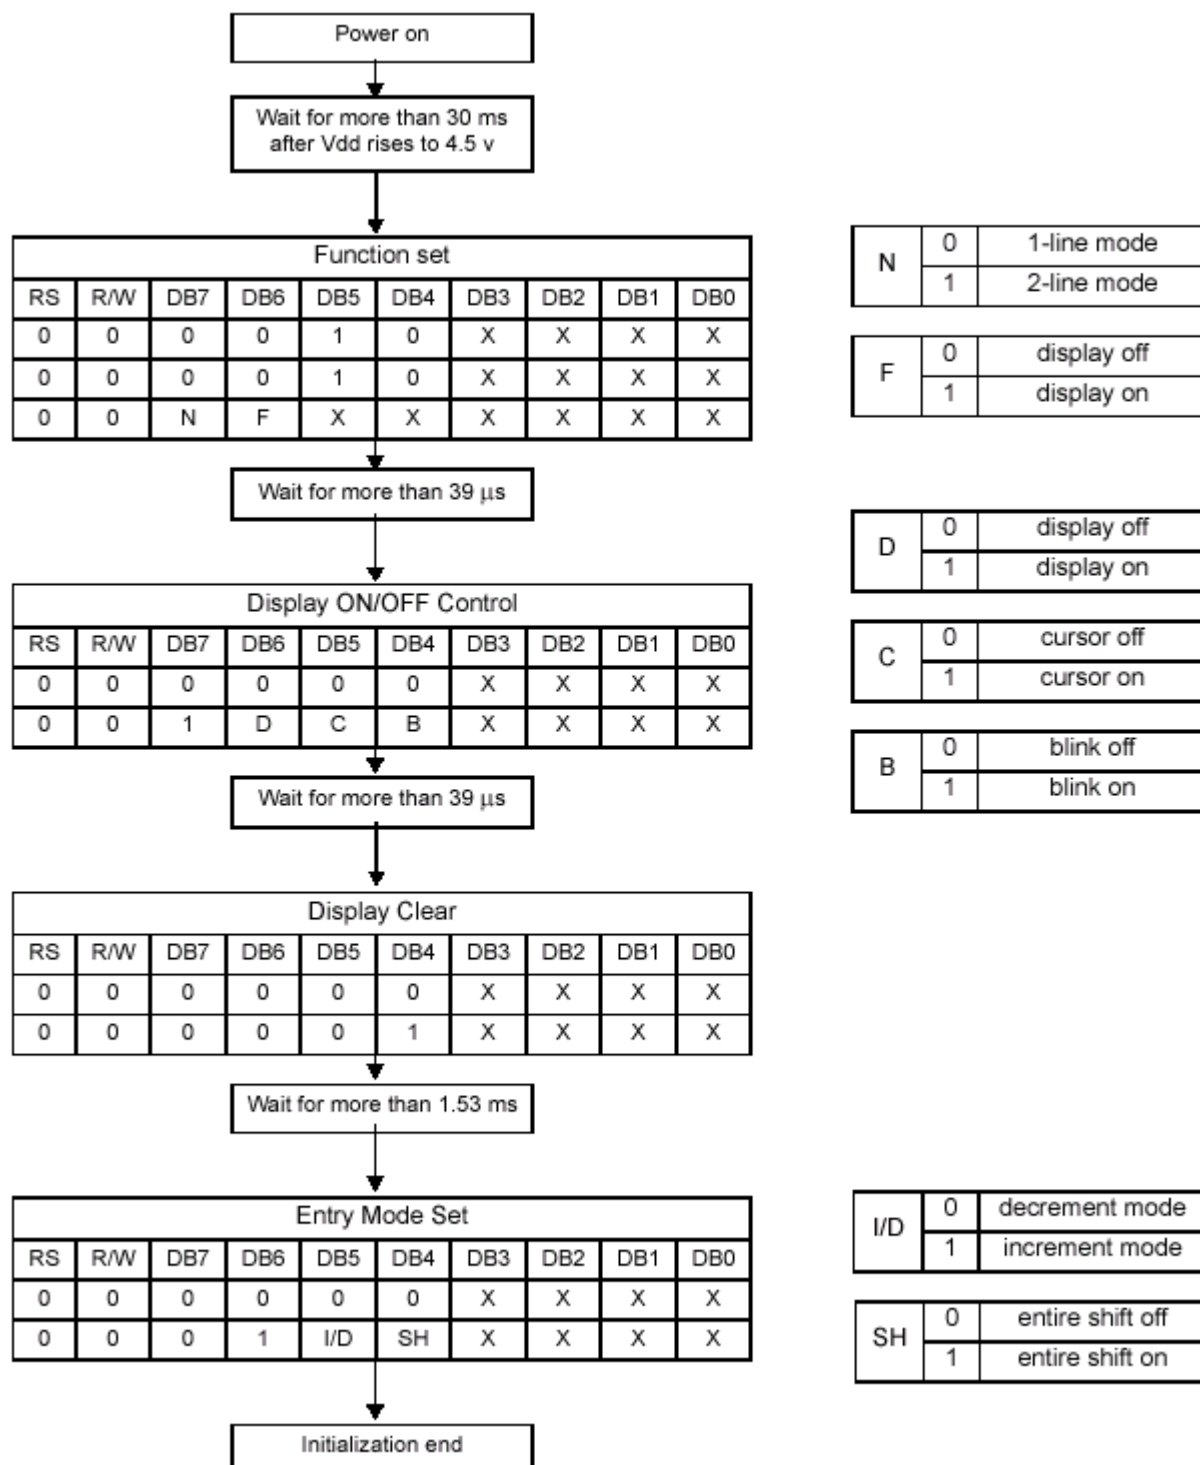 Power on
Wait for more than 30 ms
after Vdd rises to 4.5 v
Function set
RS R/W DB7 DB6 DB5 DB4 DB3 DB2 DB1 DB0
0 0 0 0 1 0 X X X X
0 0 0 0 1 0 X X X X
0 0 N F X X X X X X
N 0 1-line mode
1 2-line mode
F 0 display off
1 display on
Wait for more than 39 μs
Display ON/OFF Control
RS R/W DB7 DB6 DB5 DB4 DB3 DB2 DB1 DB0
0 0 0 0 0 0 X X X X
0 0 1 D C B X X X X
D 0 display off
1 display on
C 0 cursor off
1 cursor on
B 0 blink off
1 blink on
Wait for more than 39 μs
Display Clear
RS R/W DB7 DB6 DB5 DB4 DB3 DB2 DB1 DB0
0 0 0 0 0 0 X X X X
0 0 0 0 0 1 X X X X
Wait for more than 1.53 ms
Entry Mode Set
RS R/W DB7 DB6 DB5 DB4 DB3 DB2 DB1 DB0
0 0 0 0 0 0 X X X X
0 0 0 1 I/D SH X X X X
I/D 0 decrement mode
1 increment mode
SH 0 entire shift off
1 entire shift on
Initialization end